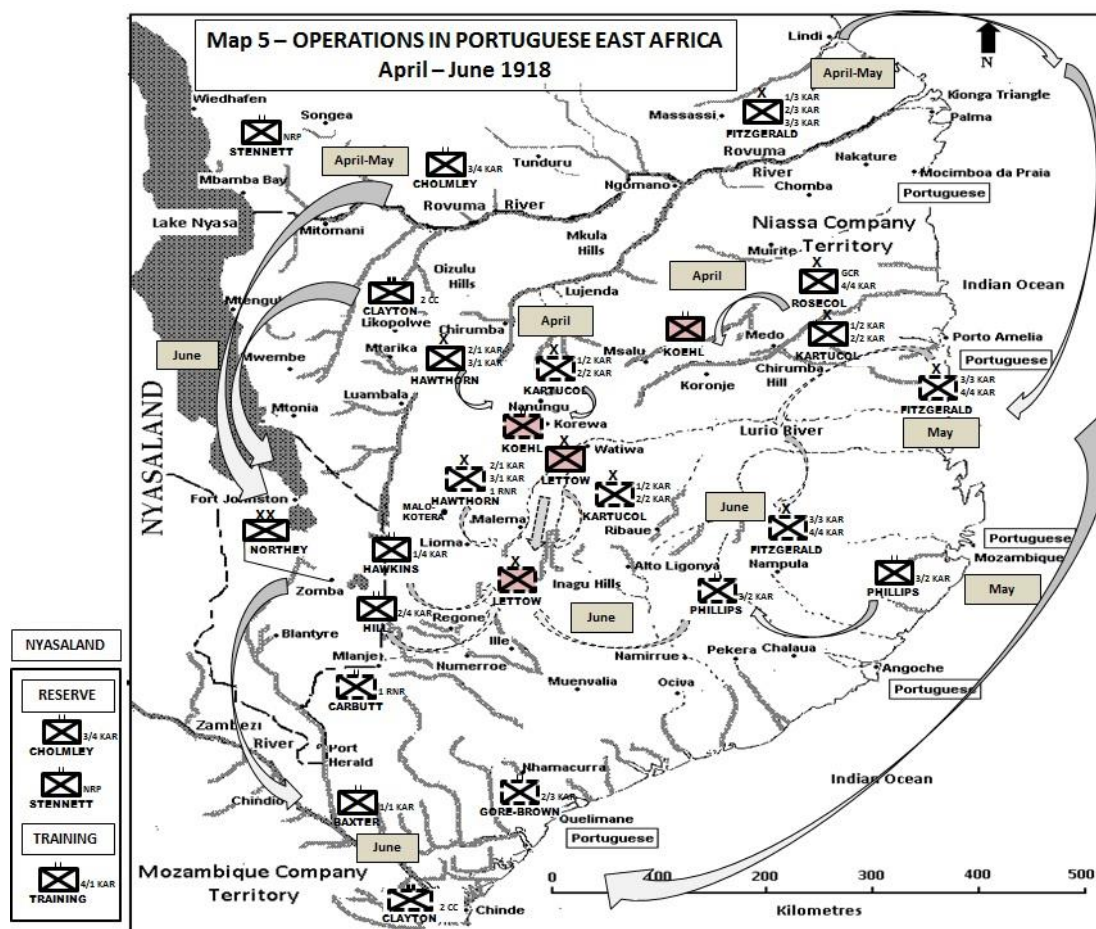 Map 5 – OPERATIONS IN PORTUGUESE EAST AFRICA
April – June 1918
Lindi
N
April-May
Wiedhafen
Songea
Massassi
X
1/3 KAR
2/3 KAR
3/3 KAR
FITZGERALD
Kionga Triangle
Palma
STENNETT
NRP
April-May
CHOLMLEY
3/4 KAR
Tunduru
Rovuma
River
Nakature
Mbamba Bay
Ngomano
Chomba
Mocimboa da Praia
Portuguese
Lake Nyasa
Rovuma
River
Mitomani
Mkula
Hills
Niassa Company
Territory
Muirite
Oizulu
Hills
April
X
GCR
4/4 KAR
ROSECOL
Indian Ocean
CLAYTON
2 CC
Lujenda
Likopolwe
Chirumba
April
KOEHL
Medo
X
1/2 KAR
2/2 KAR
KARTUCOL
Porto Amelia
Portuguese
June
Mwembe
Mtarika
X
2/1 KAR
3/1 KAR
HAWTHORN
X
1/2 KAR
2/2 KAR
KARTUCOL
Msalu
Koronje
Chirumba
Hill
X
3/3 KAR
4/4 KAR
FITZGERALD
NYASALAND
Mtonia
Luambala
Nanungu
Korewa
KOEHL
Lurio River
May
X
Watiwa
LETTOW
X
2/1 KAR
3/1 KAR
1 RNR
HAWTHORN
X
1/2 KAR
2/2 KAR
KARTUCOL
Fort Johnston
MALO-
KOTERA
Malema
Ribaue
June
X
3/3 KAR
4/4 KAR
FITZGERALD
XX
NORTHEY
Lioma
Portuguese
Mozambique
HAWKINS
1/4 KAR
X
LETTOW
Inagu Hills
Alto Ligonya
Nampula
PHILLIPS
3/2 KAR
May
Zomba
PHILLIPS
3/2 KAR
HILL
2/4 KAR
Regone
June
Blantyre
Ille
Mlanje
Numerroe
Namirrue
Pekera
Chalaua
Angoche
Portuguese
CARBUTT
1 RNR
Muenvalia
Ociva
Zambezi
River
Port
Herald
Nhamacurra
Indian Ocean
Chindio
BAXTER
1/1 KAR
GORE-BROWN
2/3 KAR
Quelimane
Portuguese
June
Mozambique Company
Territory
CLAYTON
2 CC
Chinde
0 100 200 300 400 500
Kilometres
NYASALAND
RESERVE
3/4 KAR
CHOLMLEY
NRP
STENNETT
TRAINING
4/1 KAR
TRAINING